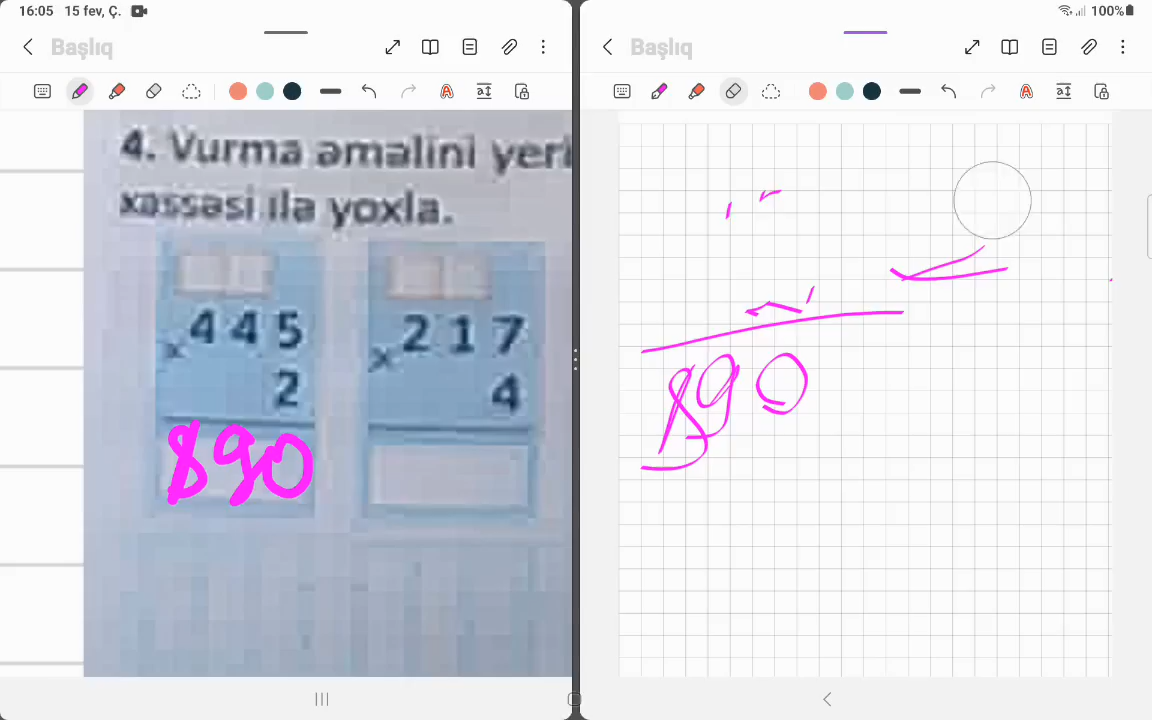 16:05 15 fev, Ç.
100%
Başlıq
Başlıq
4. Vurma əməlini yeri
xassəsi ilə yoxla.
445
× 2
890
217
× 4
890